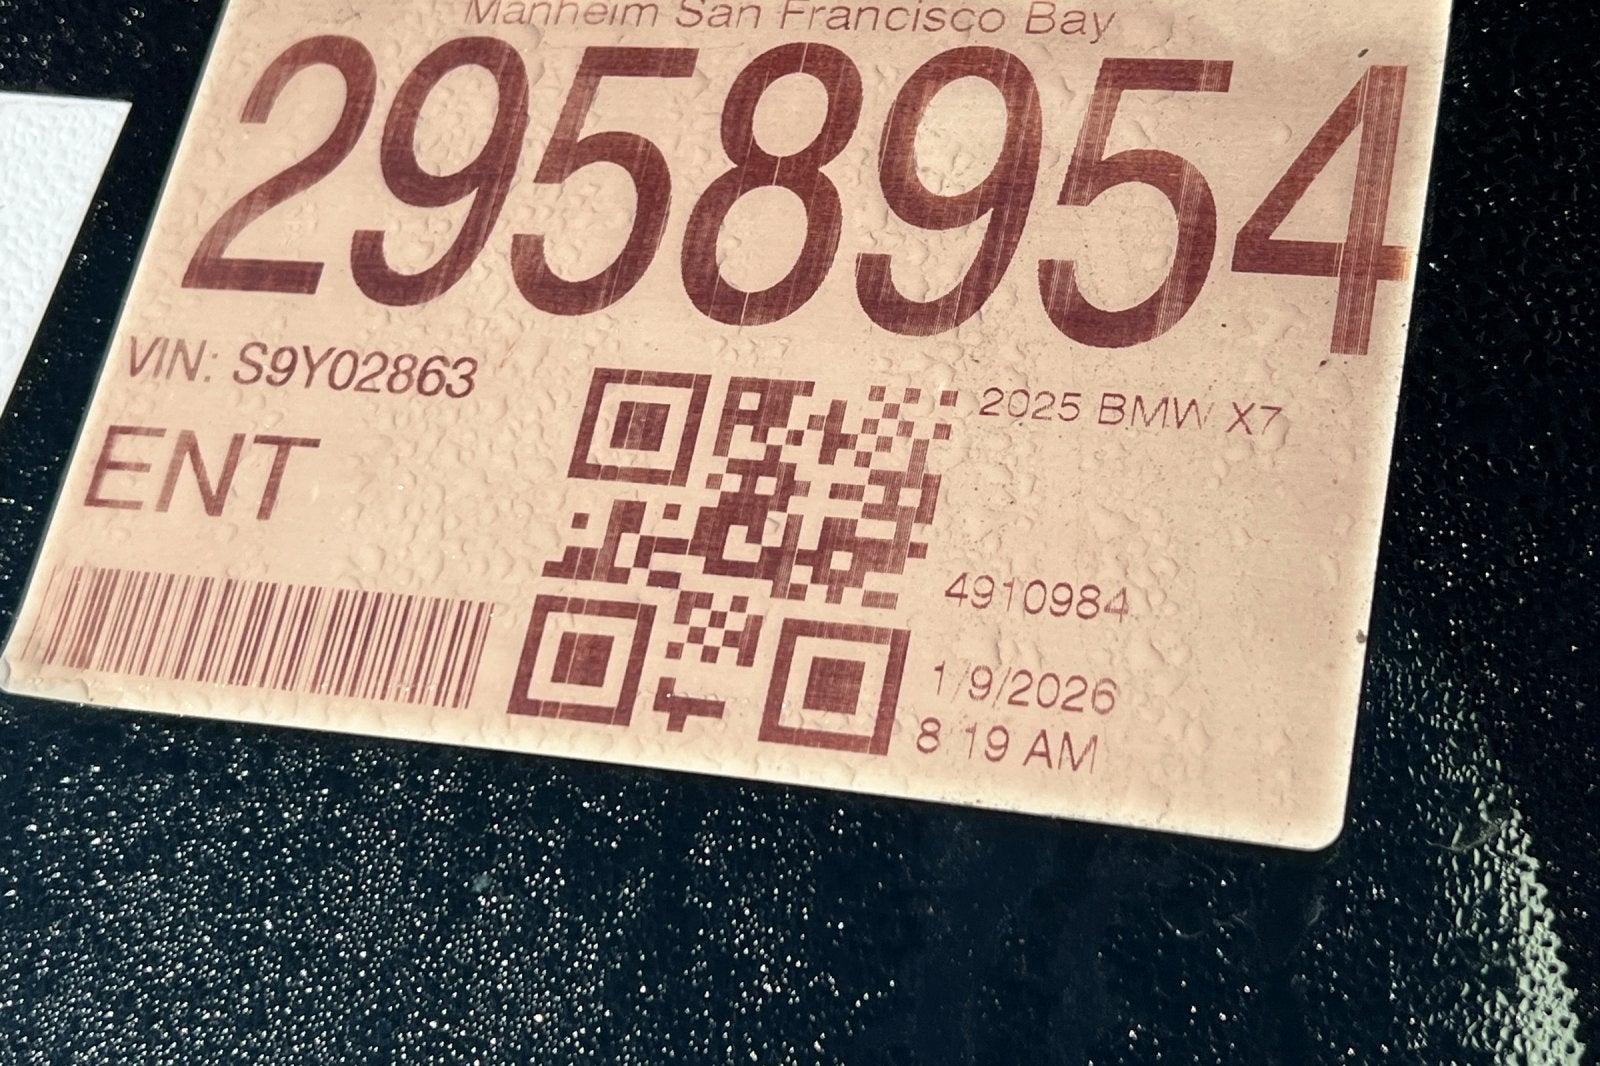 Manheim San Francisco Bay
2958954
VIN: S9Y02863
2025 BMW X7
ENT
4910984
1/9/2026
8 19 AM